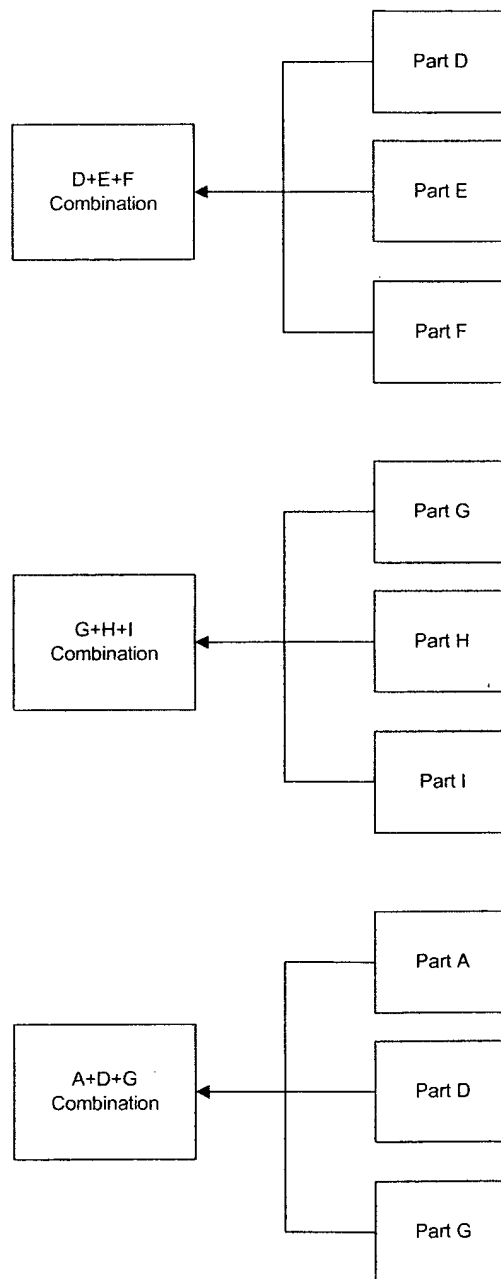 Part D
D+E+F
Combination
Part E
Part F
Part G
G+H+I
Combination
Part H
Part I
Part A
A+D+G
Combination
Part D
Part G